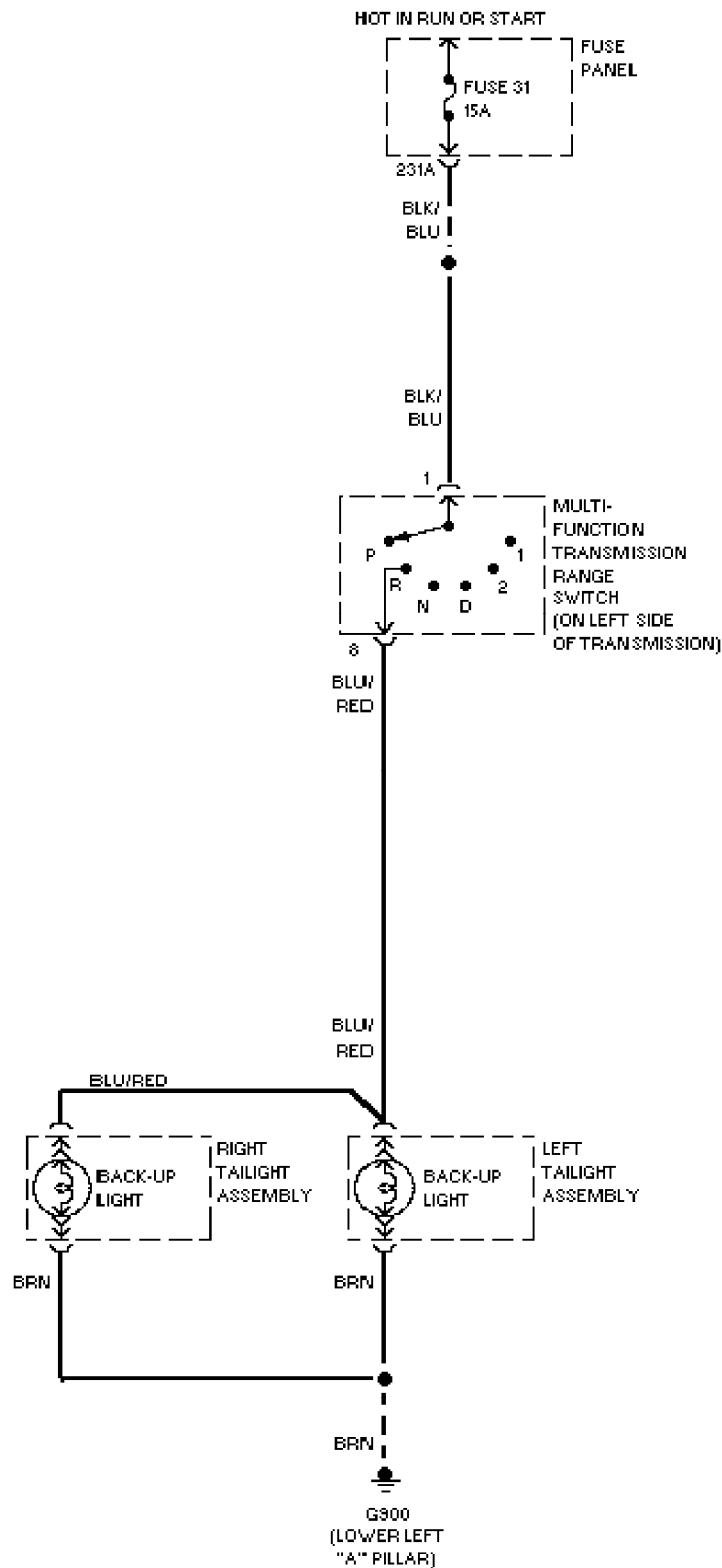 HOT IN RUN OR START
FUSE
PANEL
FUSE 31
15A
231A
BLK/
BLU
BLK/
BLU
1
MULTI-
FUNCTION
TRANSMISSION
RANGE
SWITCH
(ON LEFT SIDE
OF TRANSMISSION)
P
R
N
D
2
1
8
BLU/
RED
BLU/
RED
BLU/RED
RIGHT
TAILIGHT
ASSEMBLY
BACK-UP
LIGHT
LEFT
TAILIGHT
ASSEMBLY
BACK-UP
LIGHT
BRN
BRN
BRN
G900
(LOWER LEFT
"A" PILLAR)